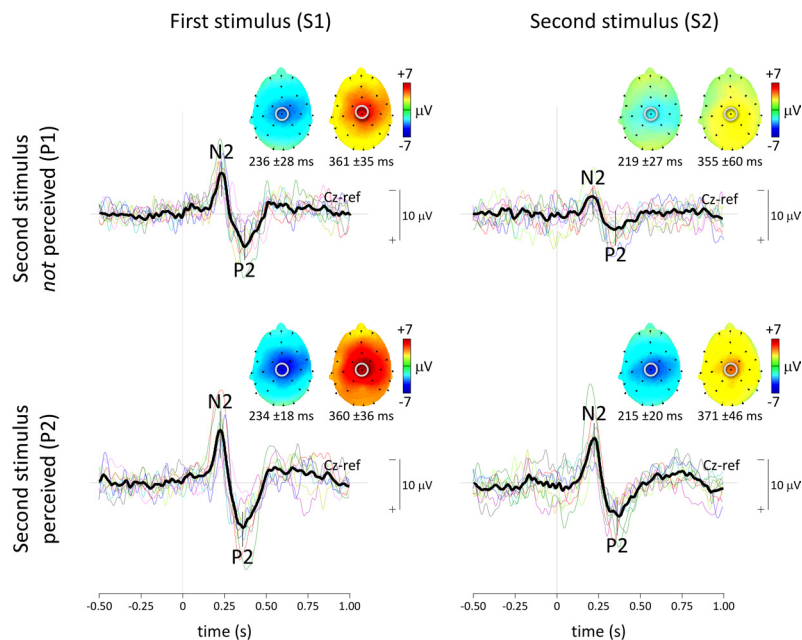 First stimulus (S1)
Second stimulus (S2)
Second stimulus
not perceived (P1)
+7
μV
-7
236 ±28 ms
361 ±35 ms
N2
Cz-ref
P2
−
10 μV
+
+7
μV
-7
219 ±27 ms
355 ±60 ms
N2
Cz-ref
P2
−
10 μV
+
Second stimulus
perceived (P2)
+7
μV
-7
234 ±18 ms
360 ±36 ms
N2
Cz-ref
P2
−
10 μV
+
+7
μV
-7
215 ±20 ms
371 ±46 ms
N2
Cz-ref
P2
−
10 μV
+
-0.50 -0.25 0 0.25 0.50 0.75 1.00
time (s)
-0.50 -0.25 0 0.25 0.50 0.75 1.00
time (s)